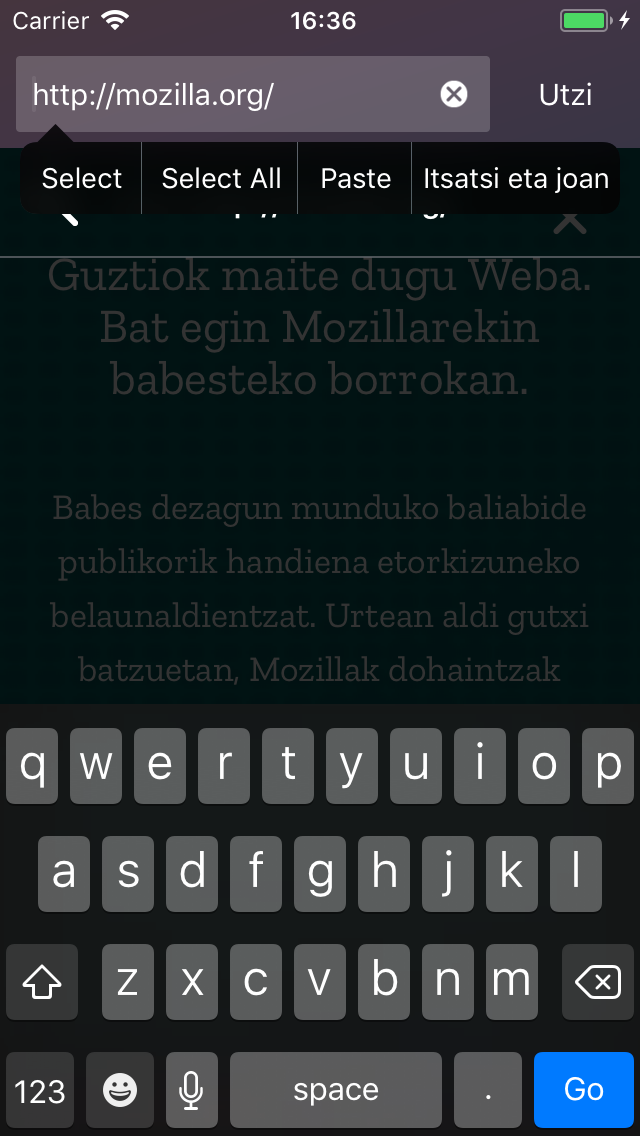 Carrier 16:36
http://mozilla.org/ Utzi
Select Select All Paste Itsatsi eta joan
Guztiok maite dugu Weba.
Bat egin Mozillarekin
babesteko borrokan.
Babes dezagun munduko baliabide
publikorik handiena etorkizuneko
belaunaldientzat. Urtean aldi gutxi
batzuetan, Mozillak dohaintzak
q w e r t y u i o p
a s d f g h j k l
z x c v b n m
123 space . Go